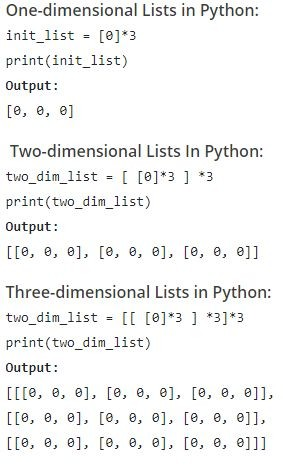 One-dimensional Lists in Python:
init_list = [0]*3
print(init_list)
Output:
[0, 0, 0]
Two-dimensional Lists In Python:
two_dim_list = [ [0]*3 ] *3
print(two_dim_list)
Output:
[[0, 0, 0], [0, 0, 0], [0, 0, 0]]
Three-dimensional Lists in Python:
two_dim_list = [[ [0]*3 ] *3]*3
print(two_dim_list)
Output:
[[[0, 0, 0], [0, 0, 0], [0, 0, 0]],
[[0, 0, 0], [0, 0, 0], [0, 0, 0]],
[[0, 0, 0], [0, 0, 0], [0, 0, 0]]]